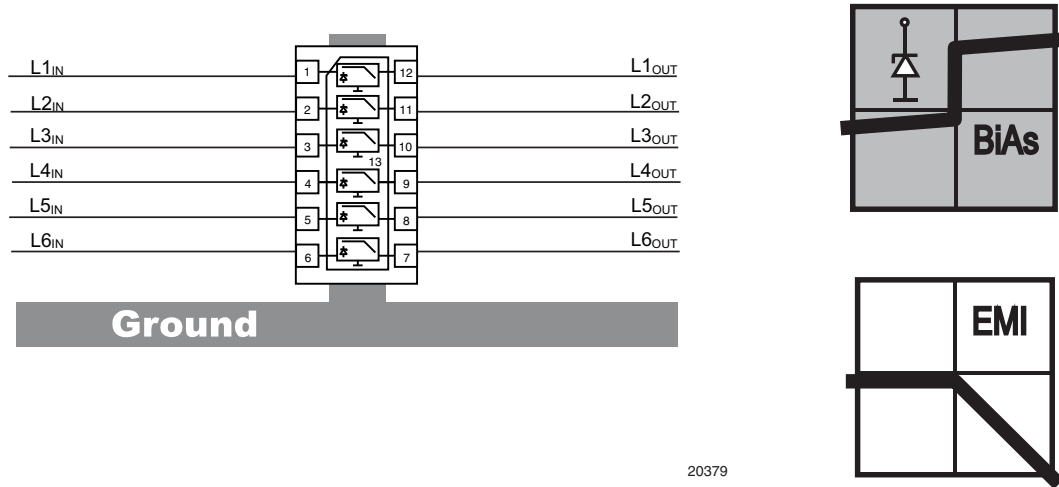 L1IN 1 12 L1OUT
L2IN 2 11 L2OUT
L3IN 3 10 L3OUT
13
L4IN 4 9 L4OUT
L5IN 5 8 L5OUT
L6IN 6 7 L6OUT
Ground
20379
BiAs
EMI